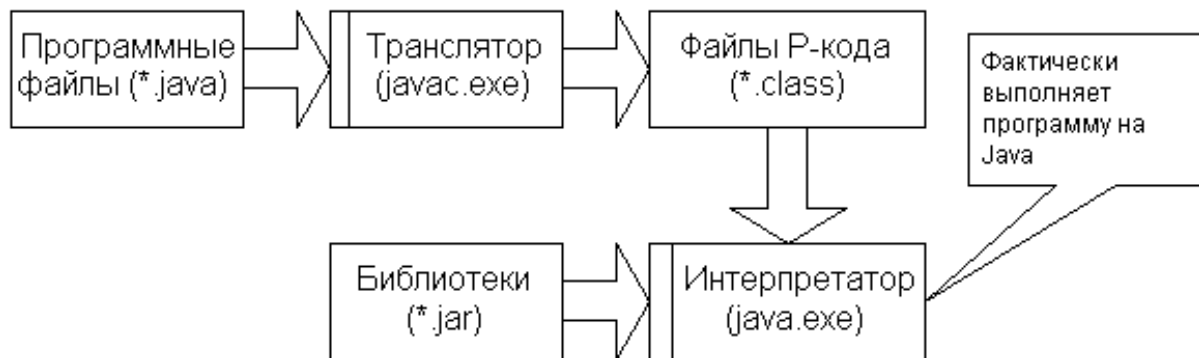 Программные
файлы (*.java)
Транслятор
(javac.exe)
Файлы Р-кода
(*.class)
Фактически
выполняет
программу на
Java
Библиотеки
(*.jar)
Интерпретатор
(java.exe)